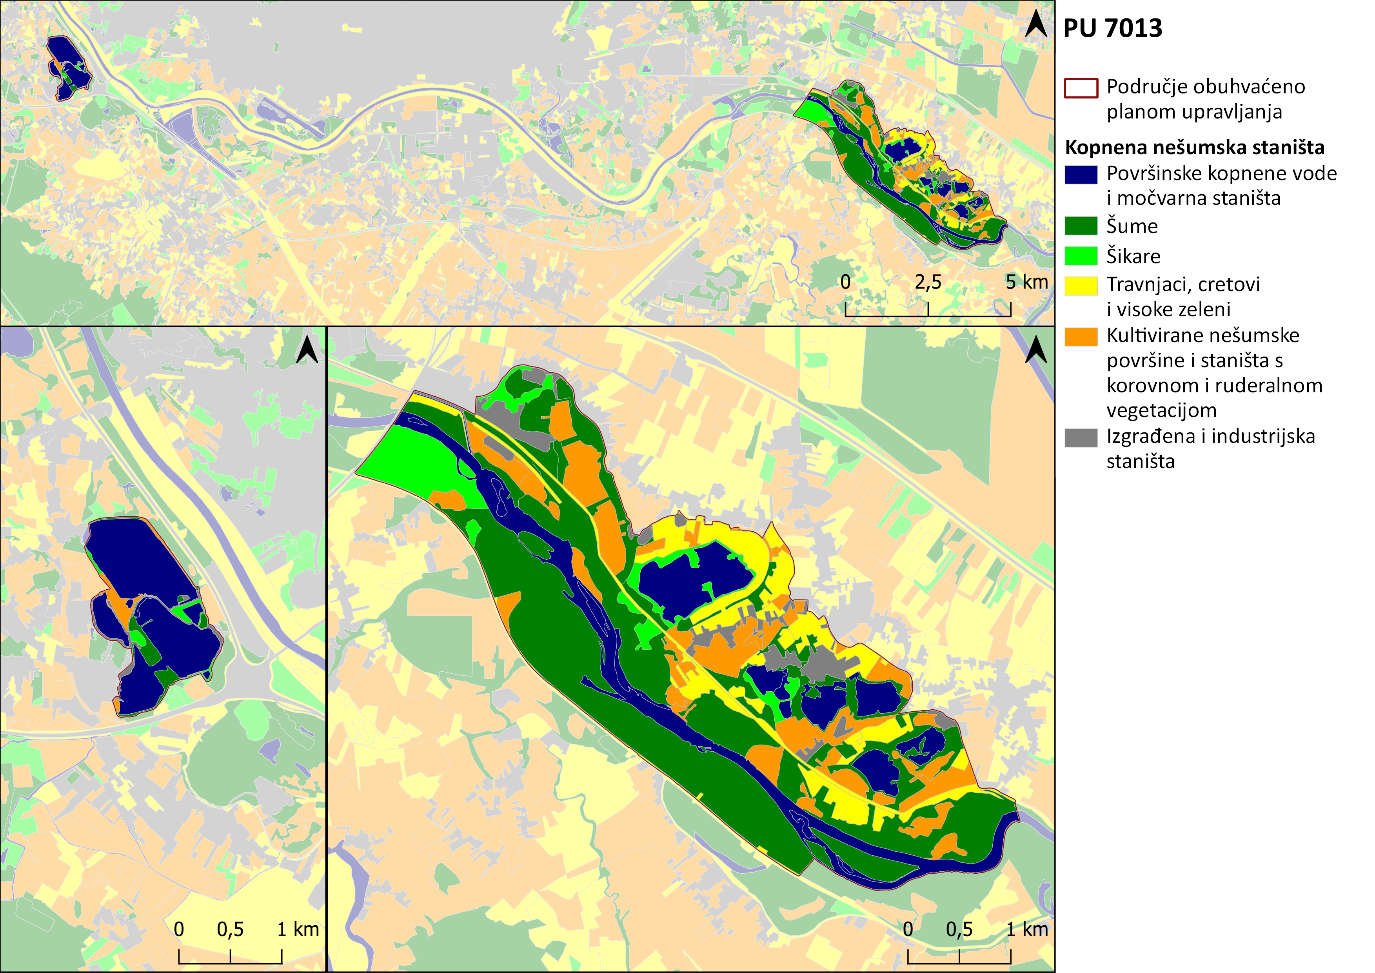 PU 7013
Područje obuhvaćeno
planom upravljanja
Kopnena nešumska staništa
Površinske kopnene vode
i močvarna staništa
Šume
Šikare
Travnjaci, cretovi
i visoke zeleni
Kultivirane nešumske
površine i staništa s
korovnom i ruderalnom
vegetacijom
Izgrađena i industrijska
staništa
0 2,5 5 km
0 0,5 1 km
0 0,5 1 km